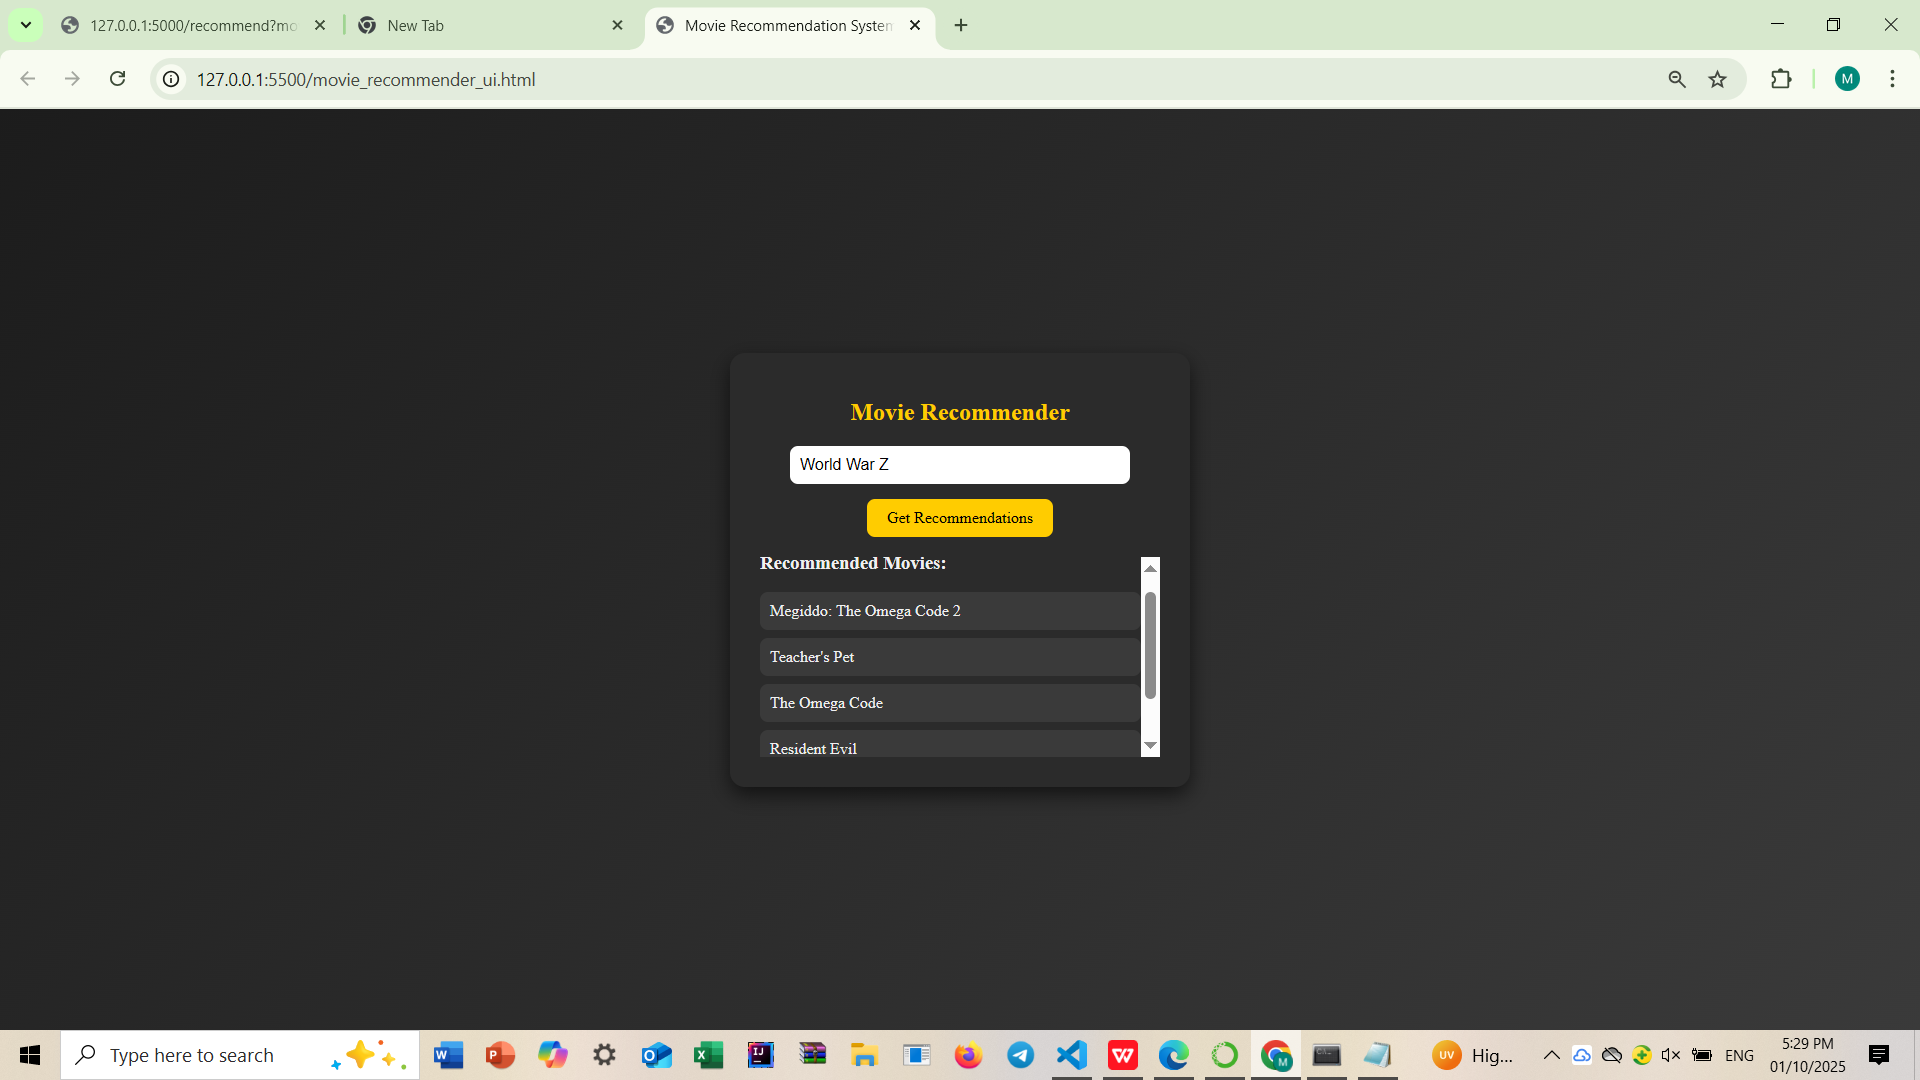 127.0.0.1:5000/recommend?mo
New Tab
Movie Recommendation System
127.0.0.1:5500/movie_recommender_ui.html
M
Movie Recommender
World War Z
Get Recommendations
Recommended Movies:
Megiddo: The Omega Code 2
Teacher's Pet
The Omega Code
Resident Evil
Type here to search
UV
Hig...
ENG
5:29 PM
01/10/2025